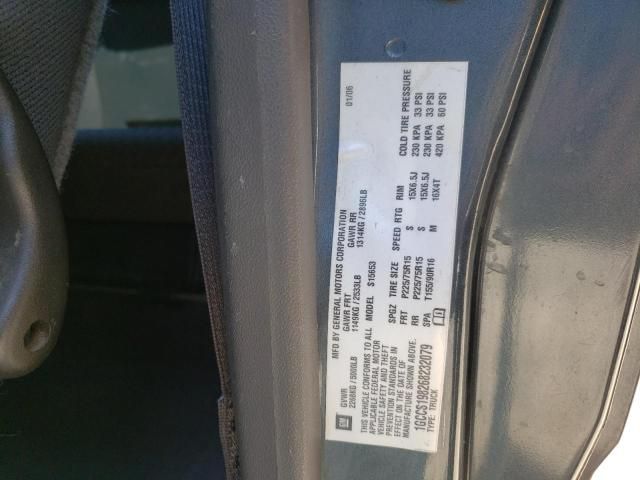 MFD BY GENERAL MOTORS CORPORATION
01/06
GVWR GAWR FRT GAWR RR
2268KG/5000LB 1149KG/2533LB 1314KG/2896LB
THIS VEHICLE CONFORMS TO ALL
APPLICABLE FEDERAL MOTOR
VEHICLE SAFETY AND THEFT
PREVENTION STANDARDS IN
EFFECT ON THE DATE OF
MANUFACTURE SHOWN ABOVE.
1GCCS198268232079
TYPE: TRUCK
MODEL S15653
SPGZ TIRE SIZE SPEED RTG RIM COLD TIRE PRESSURE
FRT P225/75R15 S 15X6.5J 230 KPA 33 PSI
RR P225/75R15 S 15X6.5J 230 KPA 33 PSI
SPA T155/90R16 M 16X4T 420 KPA 60 PSI
GM